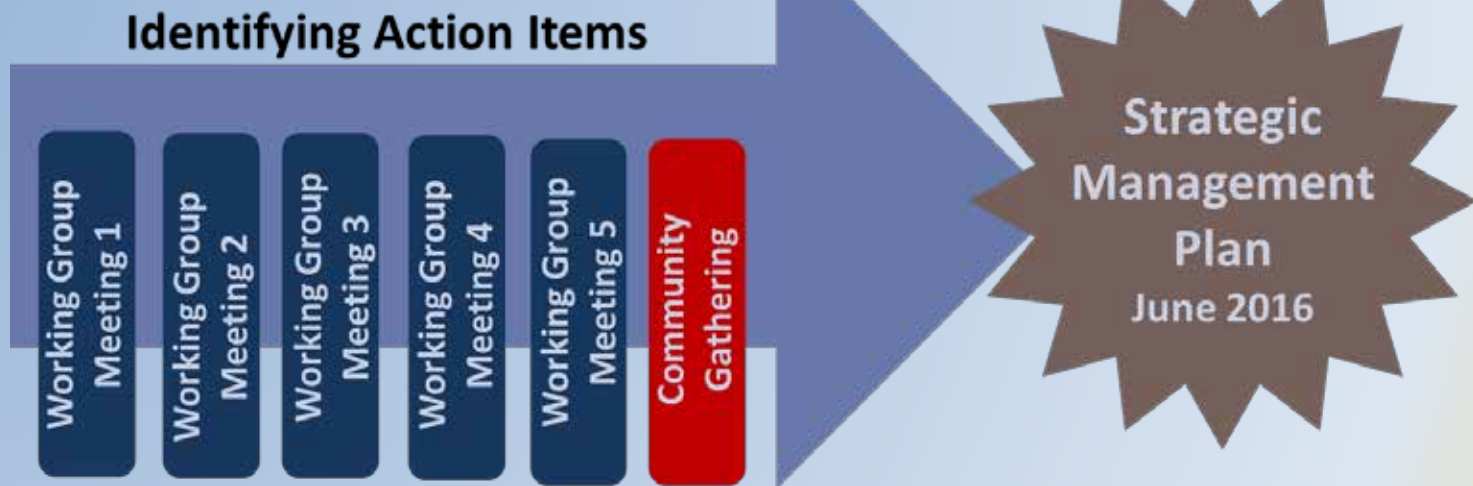 Identifying Action Items
Working Group
Meeting 1
Working Group
Meeting 2
Working Group
Meeting 3
Working Group
Meeting 4
Working Group
Meeting 5
Community
Gathering
Strategic
Management
Plan
June 2016